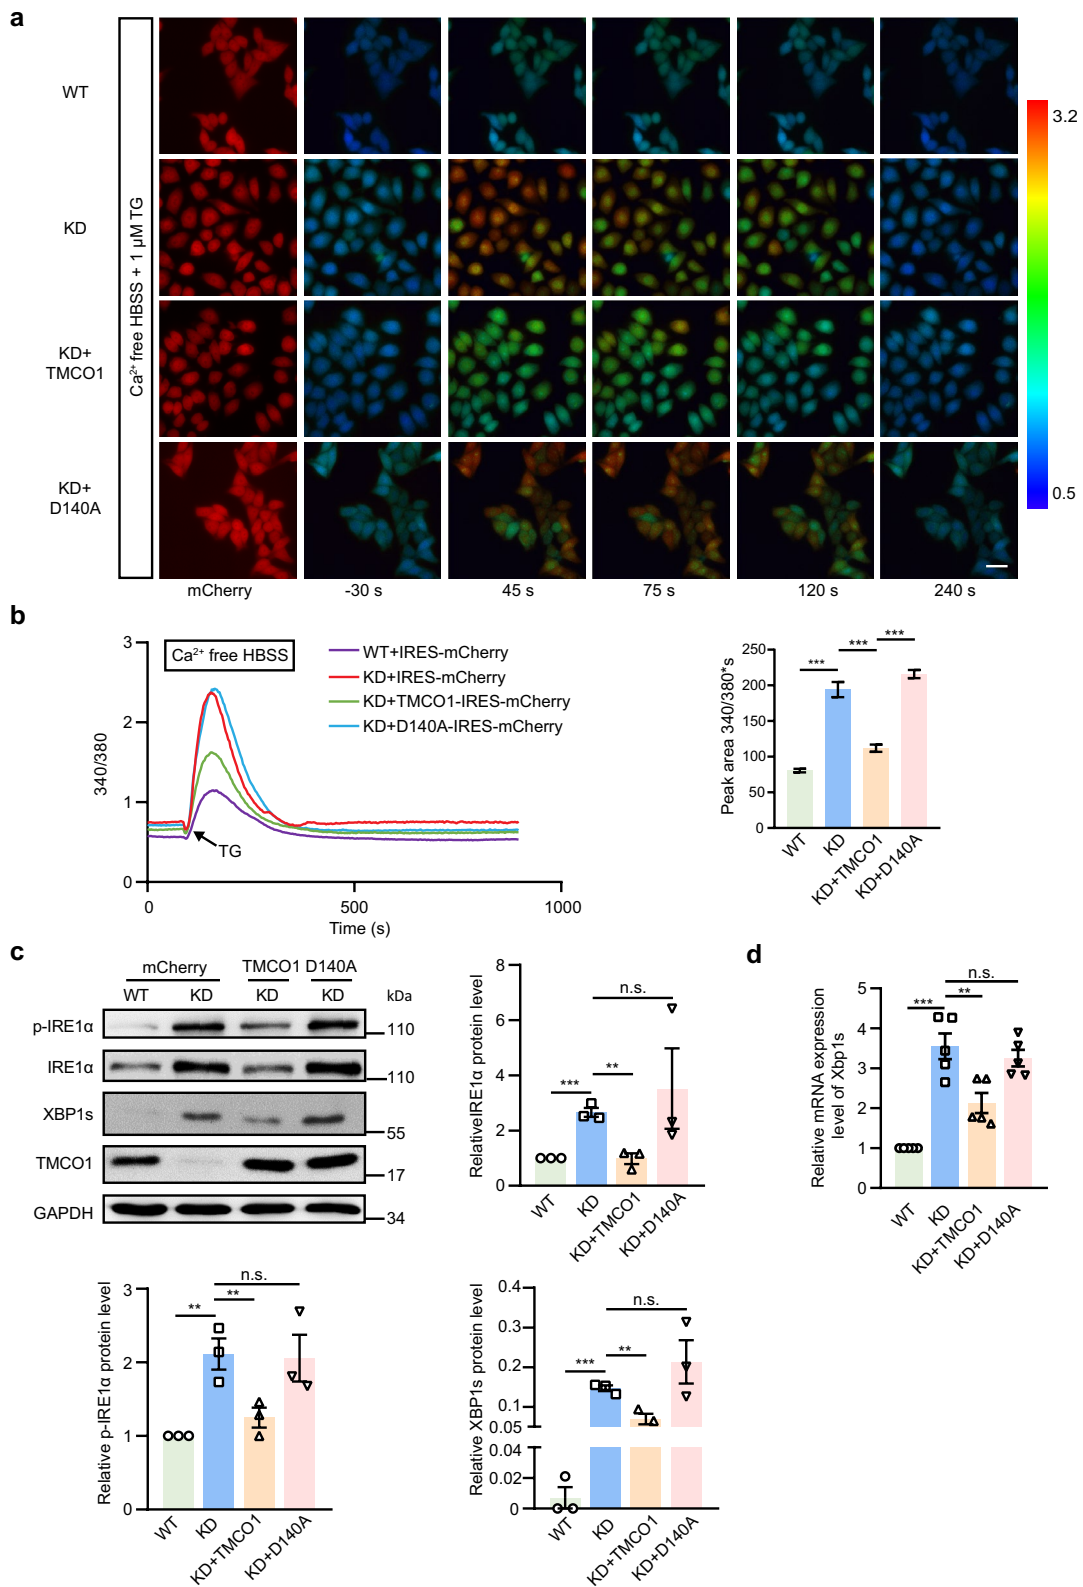 a
WT
KD
KD+
TMCO1
KD+
D140A
Ca²⁺ free HBSS + 1 µM TG
mCherry
-30 s
45 s
75 s
120 s
240 s
3.2
0.5
b
3
2
1
0
340/380
Ca²⁺ free HBSS
WT+IRES-mCherry
KD+IRES-mCherry
KD+TMCO1-IRES-mCherry
KD+D140A-IRES-mCherry
TG
0
500
1000
Time (s)
250
200
150
100
50
0
Peak area 340/380*s
***
***
***
WT
KD
KD+TMCO1
KD+D140A
c
mCherry
TMCO1
D140A
WT
KD
KD
KD
kDa
p-IRE1α
110
IRE1α
110
XBP1s
55
TMCO1
17
GAPDH
34
8
6
4
2
0
Relative IRE1α protein level
***
**
n.s.
WT
KD
KD+TMCO1
KD+D140A
d
5
4
3
2
1
0
Relative mRNA expression
level of Xbp1s
***
**
n.s.
WT
KD
KD+TMCO1
KD+D140A
3
2
1
0
Relative p-IRE1α protein level
**
**
n.s.
WT
KD
KD+TMCO1
KD+D140A
0.4
0.3
0.2
0.1
0.05
0.04
0.02
0
Relative XBP1s protein level
***
**
n.s.
WT
KD
KD+TMCO1
KD+D140A